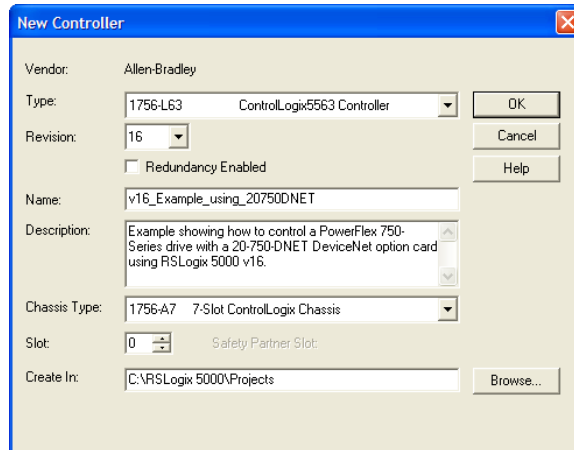 New Controller
Vendor: Allen-Bradley
Type: 1756-L63 ControlLogix5563 Controller OK
Revision: 16 Cancel
Redundancy Enabled Help
Name: v16_Example_using_20750DNET
Description: Example showing how to control a PowerFlex 750-
Series drive with a 20-750-DNET DeviceNet option card
using RSLogix 5000 v16.
Chassis Type: 1756-A7 7-Slot ControlLogix Chassis
Slot: 0 Safety Partner Slot:
Create In: C:\RSLogix 5000\Projects Browse...